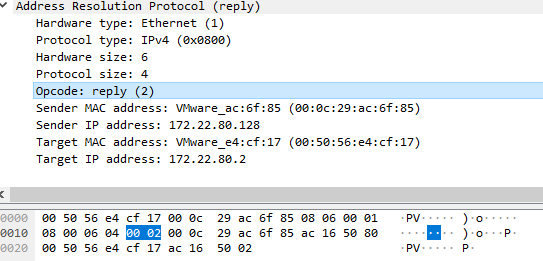 Address Resolution Protocol (reply)
Hardware type: Ethernet (1)
Protocol type: IPv4 (0x0800)
Hardware size: 6
Protocol size: 4
Opcode: reply (2)
Sender MAC address: VMware_ac:6f:85 (00:0c:29:ac:6f:85)
Sender IP address: 172.22.80.128
Target MAC address: VMware_e4:cf:17 (00:50:56:e4:cf:17)
Target IP address: 172.22.80.2
0000 00 50 56 e4 cf 17 00 0c 29 ac 6f 85 08 06 00 01 ·PV····· )·o·····
0010 08 00 06 04 00 02 00 0c 29 ac 6f 85 ac 16 50 80 ········ )·o···P·
0020 00 50 56 e4 cf 17 ac 16 50 02 ·PV····· P·